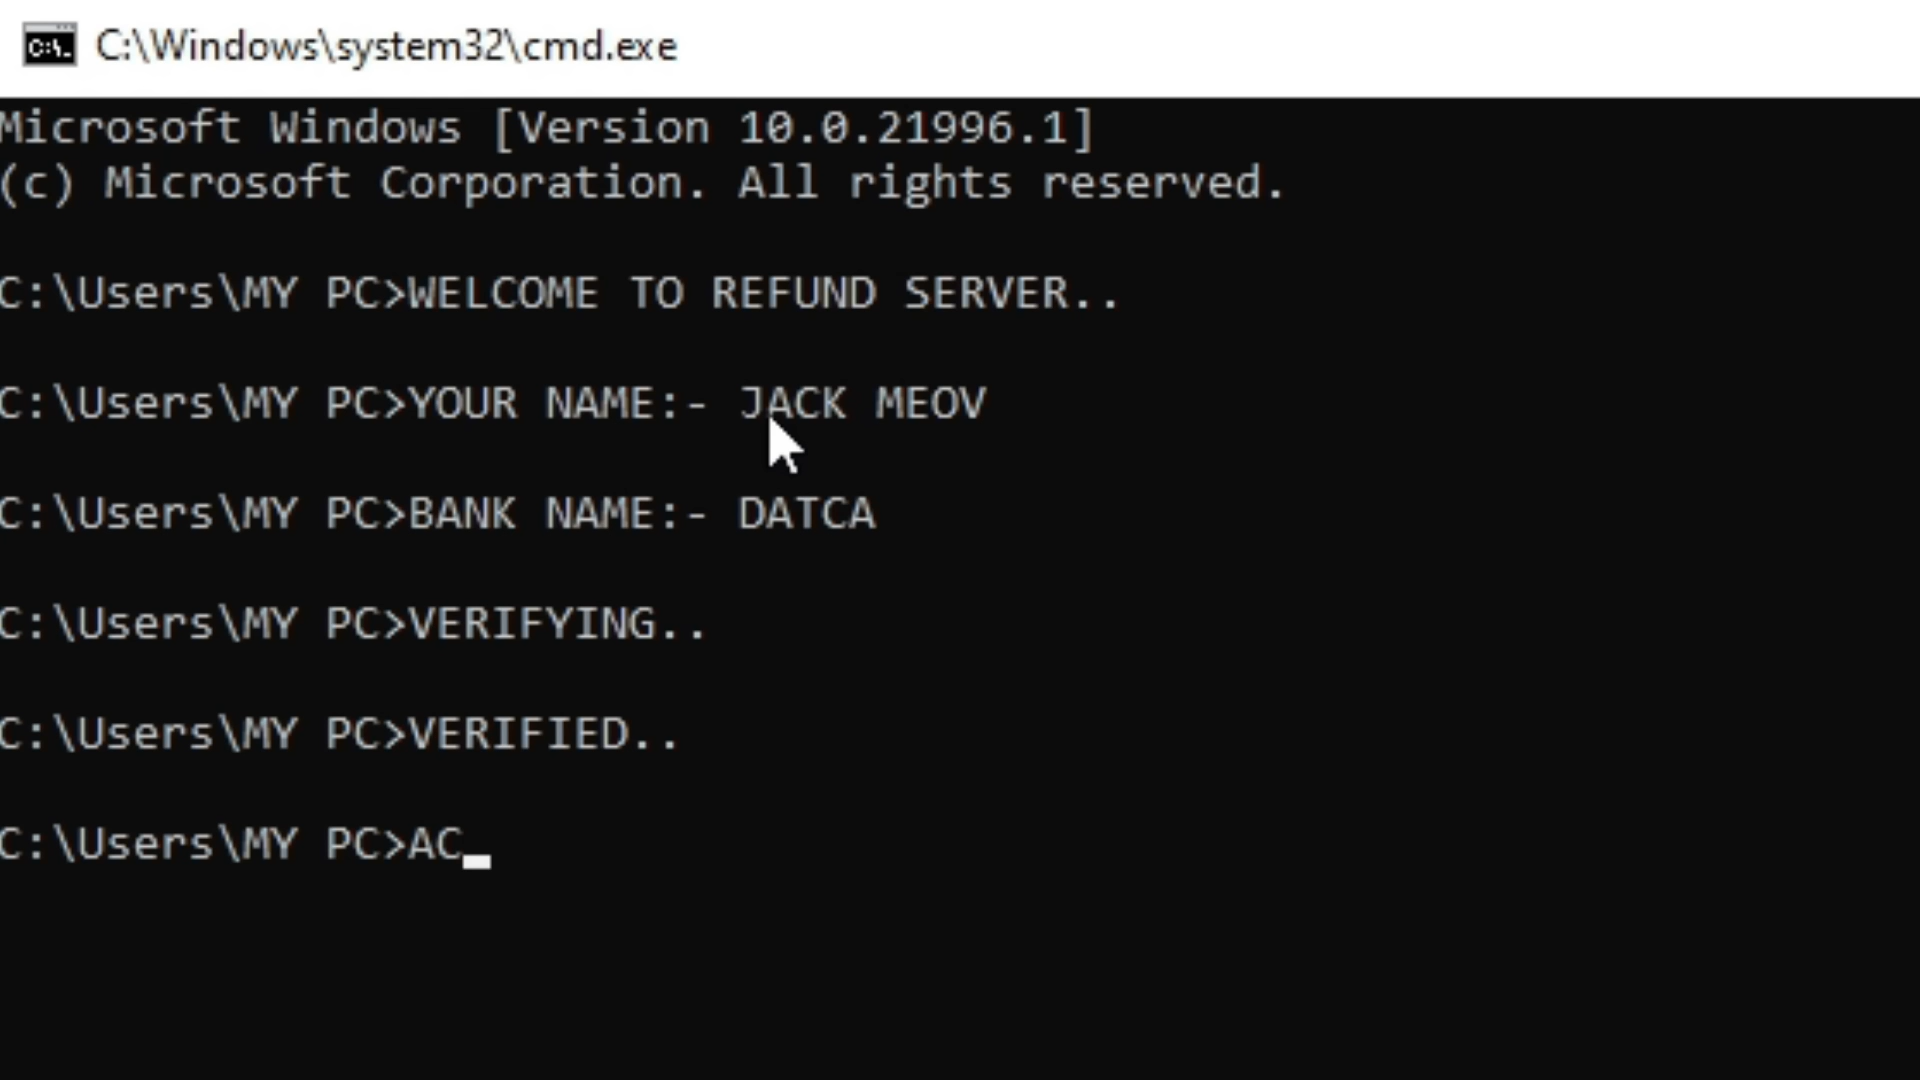 C:\Windows\system32\cmd.exe
Microsoft Windows [Version 10.0.21996.1]
(c) Microsoft Corporation. All rights reserved.
C:\Users\MY PC>WELCOME TO REFUND SERVER..
C:\Users\MY PC>YOUR NAME:- JACK MEOV
C:\Users\MY PC>BANK NAME:- DATCA
C:\Users\MY PC>VERIFYING..
C:\Users\MY PC>VERIFIED..
C:\Users\MY PC>AC